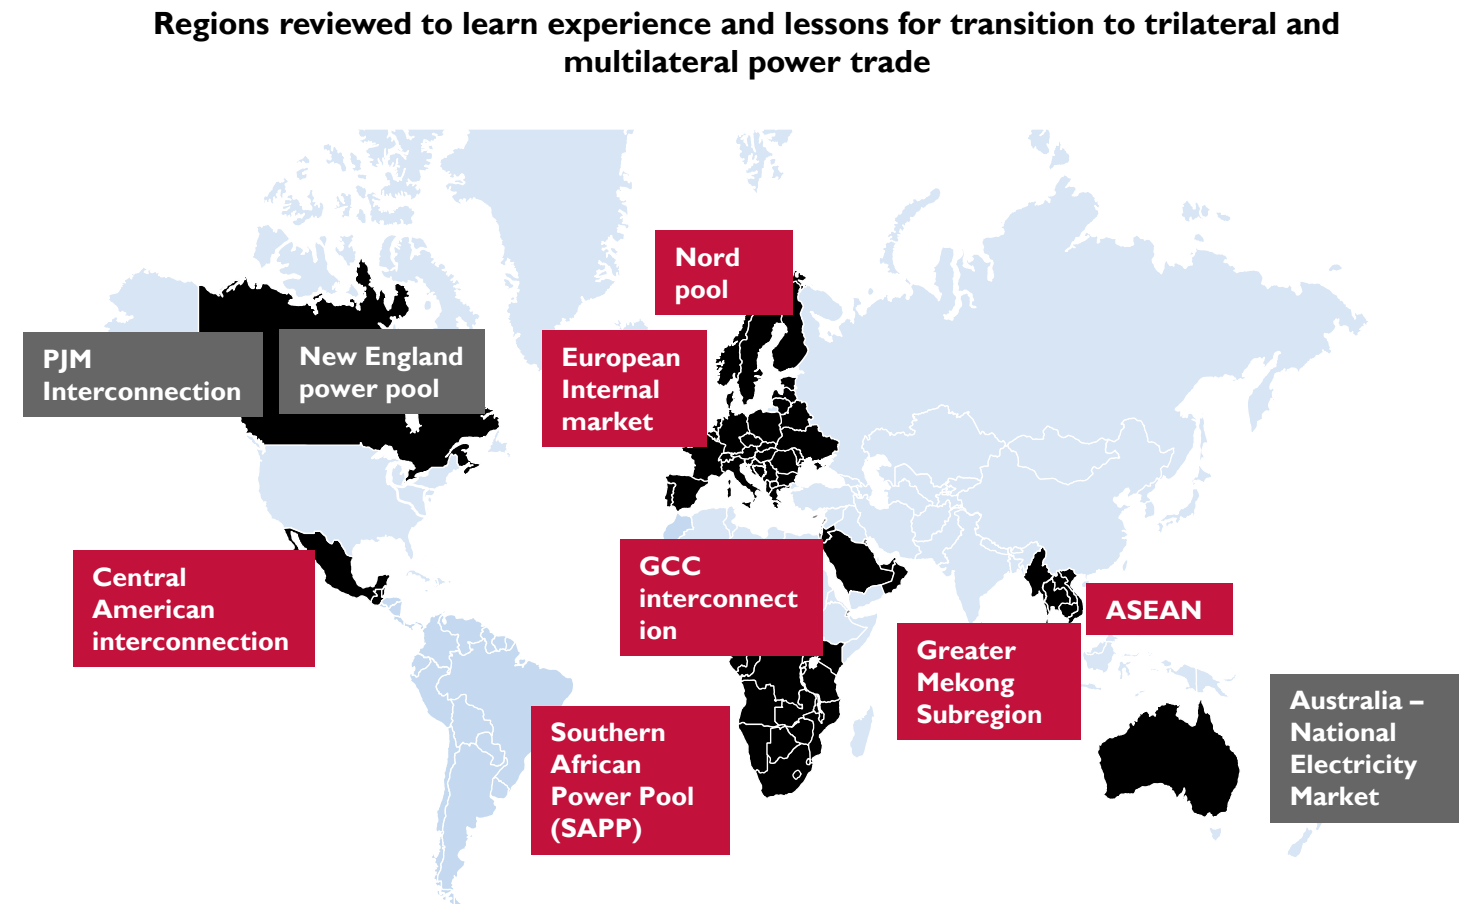 Regions reviewed to learn experience and lessons for transition to trilateral and
multilateral power trade
Nord
pool
PJM
Interconnection
New England
power pool
European
Internal
market
Central
American
interconnection
GCC
interconnect
ion
ASEAN
Greater
Mekong
Subregion
Southern
African
Power Pool
(SAPP)
Australia –
National
Electricity
Market